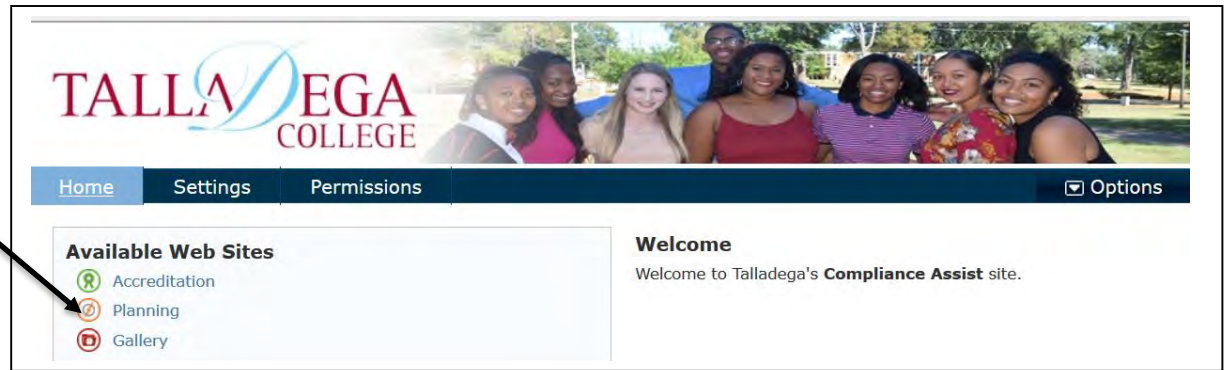 TALLADEGA
COLLEGE
Home Settings Permissions Options
Available Web Sites
Accreditation
Planning
Gallery
Welcome
Welcome to Talladega's Compliance Assist site.